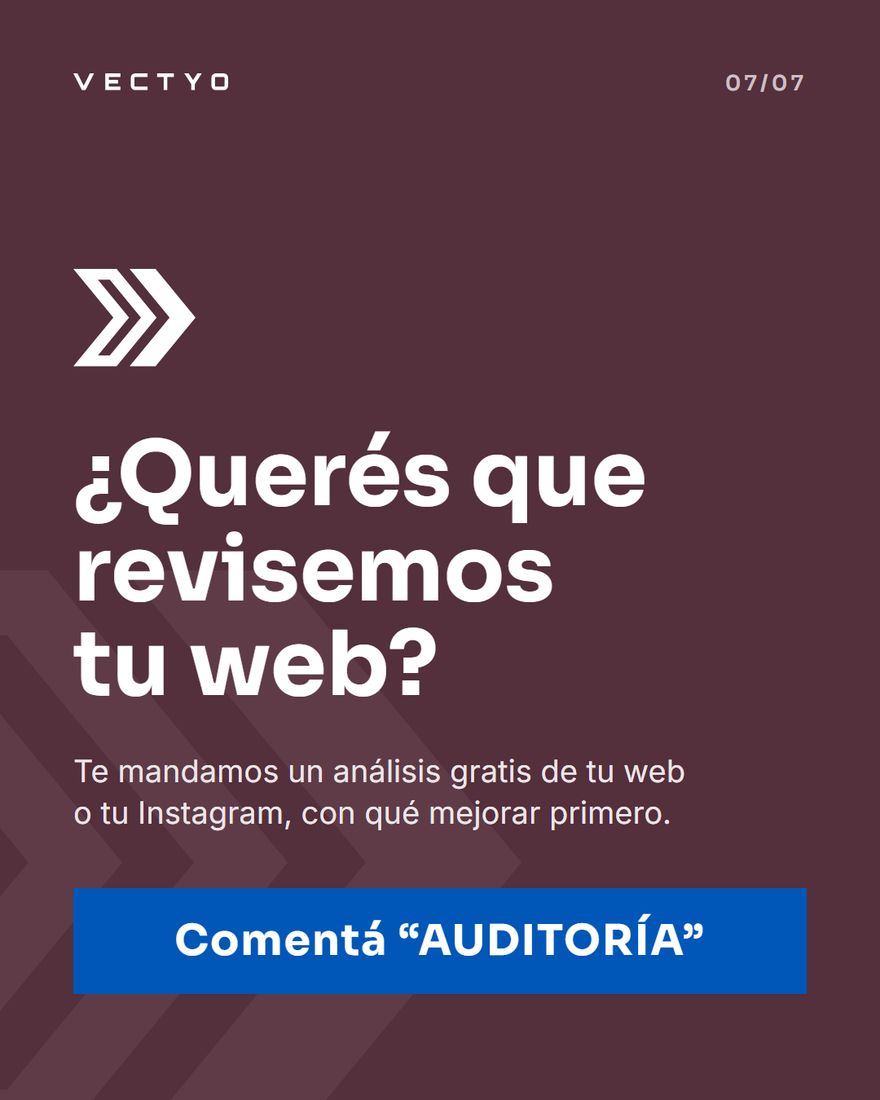 VECTYO
07/07
¿Querés que
revisemos
tu web?
Te mandamos un análisis gratis de tu web
o tu Instagram, con qué mejorar primero.
Comentá “AUDITORÍA”